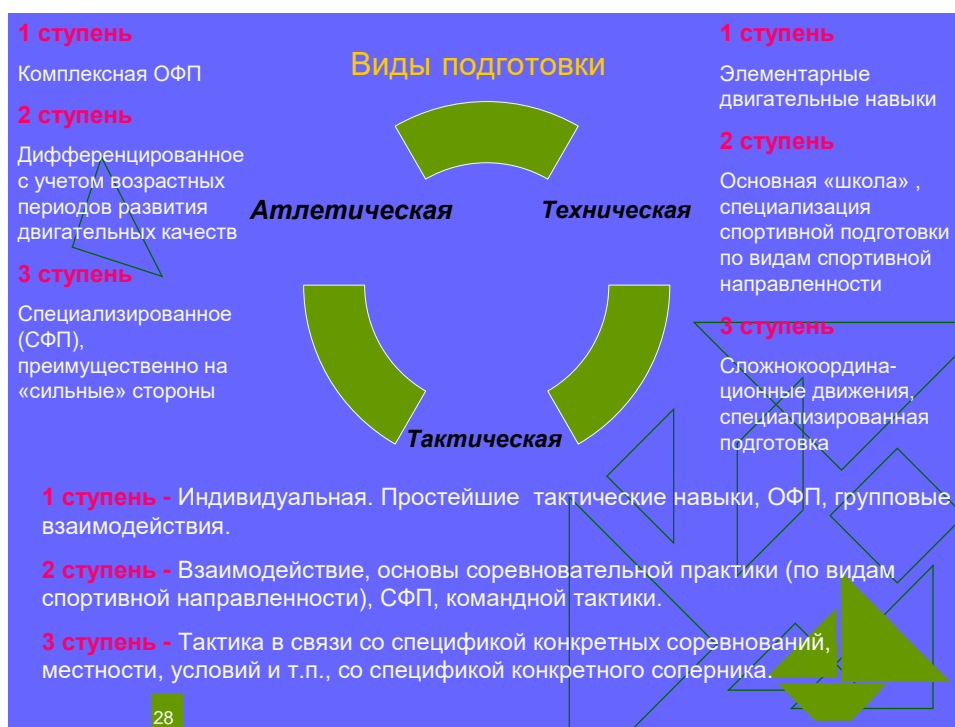 Виды подготовки
1 ступень
Комплексная ОФП
2 ступень
Дифференцированное
с учетом возрастных
периодов развития
двигательных качеств
3 ступень
Специализированное
(СФП),
преимущественно на
«сильные» стороны
Атлетическая
Техническая
Тактическая
1 ступень
Элементарные
двигательные навыки
2 ступень
Основная «школа» ,
специализация
спортивной подготовки
по видам спортивной
направленности
3 ступень
Сложнокоордина-
ционные движения,
специализированная
подготовка
1 ступень - Индивидуальная. Простейшие тактические навыки, ОФП, групповые
взаимодействия.
2 ступень - Взаимодействие, основы соревновательной практики (по видам
спортивной направленности), СФП, командной тактики.
3 ступень - Тактика в связи со спецификой конкретных соревнований,
местности, условий и т.п., со спецификой конкретного соперника.
28